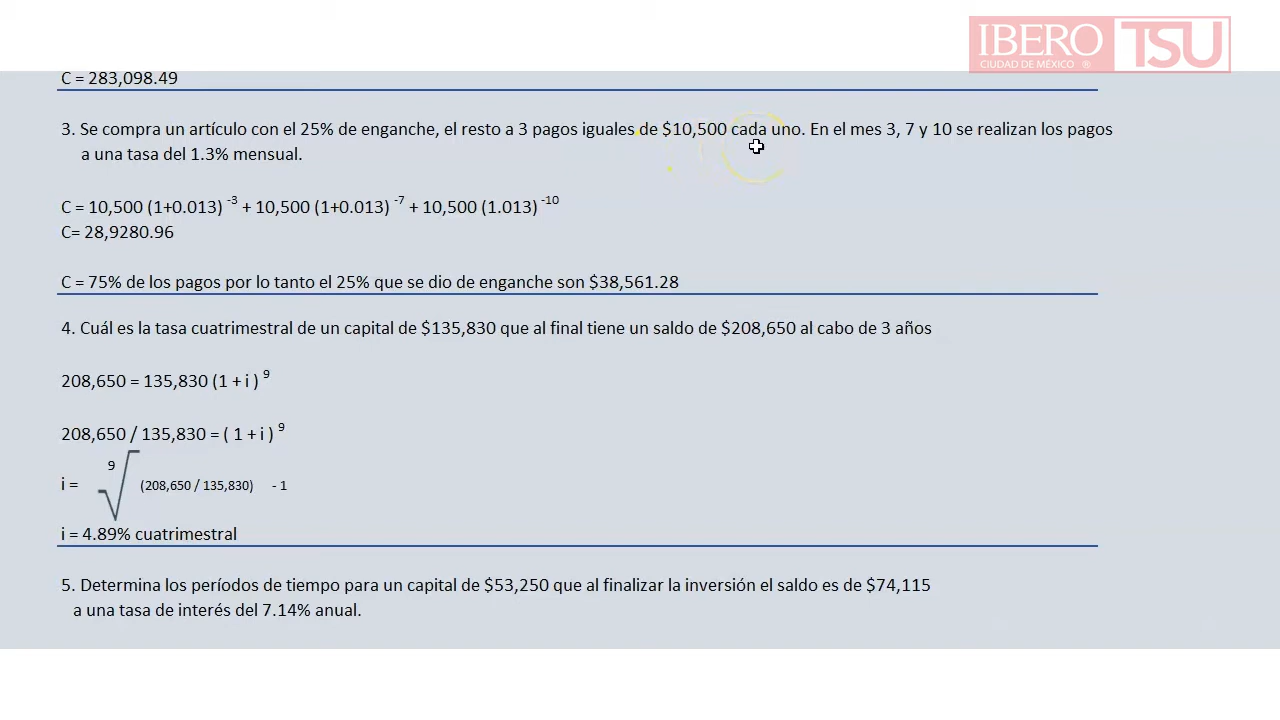 IBERO TSU
CIUDAD DE MÉXICO ®
C = 283,098.49
3. Se compra un artículo con el 25% de enganche, el resto a 3 pagos iguales de $10,500 cada uno. En el mes 3, 7 y 10 se realizan los pagos
a una tasa del 1.3% mensual.
C = 10,500 (1+0.013) -3 + 10,500 (1+0.013) -7 + 10,500 (1.013) -10
C= 28,9280.96
C = 75% de los pagos por lo tanto el 25% que se dio de enganche son $38,561.28
4. Cuál es la tasa cuatrimestral de un capital de $135,830 que al final tiene un saldo de $208,650 al cabo de 3 años
208,650 = 135,830 (1 + i ) 9
208,650 / 135,830 = ( 1 + i ) 9
i = 9√ (208,650 / 135,830) - 1
i = 4.89% cuatrimestral
5. Determina los períodos de tiempo para un capital de $53,250 que al finalizar la inversión el saldo es de $74,115
a una tasa de interés del 7.14% anual.